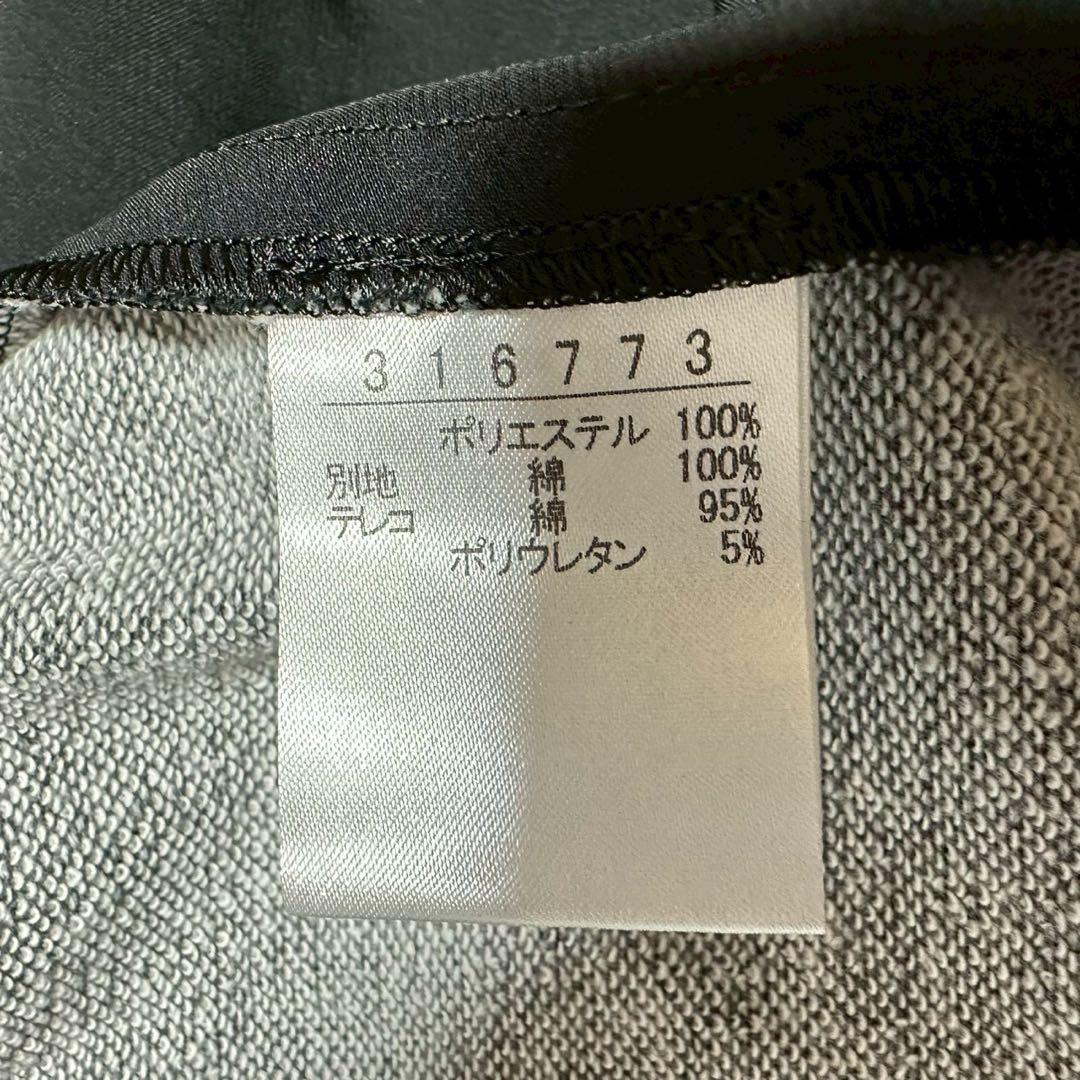 316773
ポリエステル 100%
別地 綿 100%
テレコ 綿 95%
ポリウレタン 5%